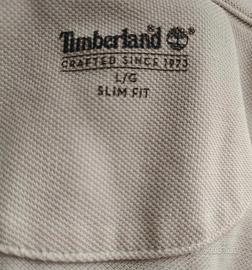 Timberland®
CRAFTED SINCE 1973
L/G
SLIM FIT